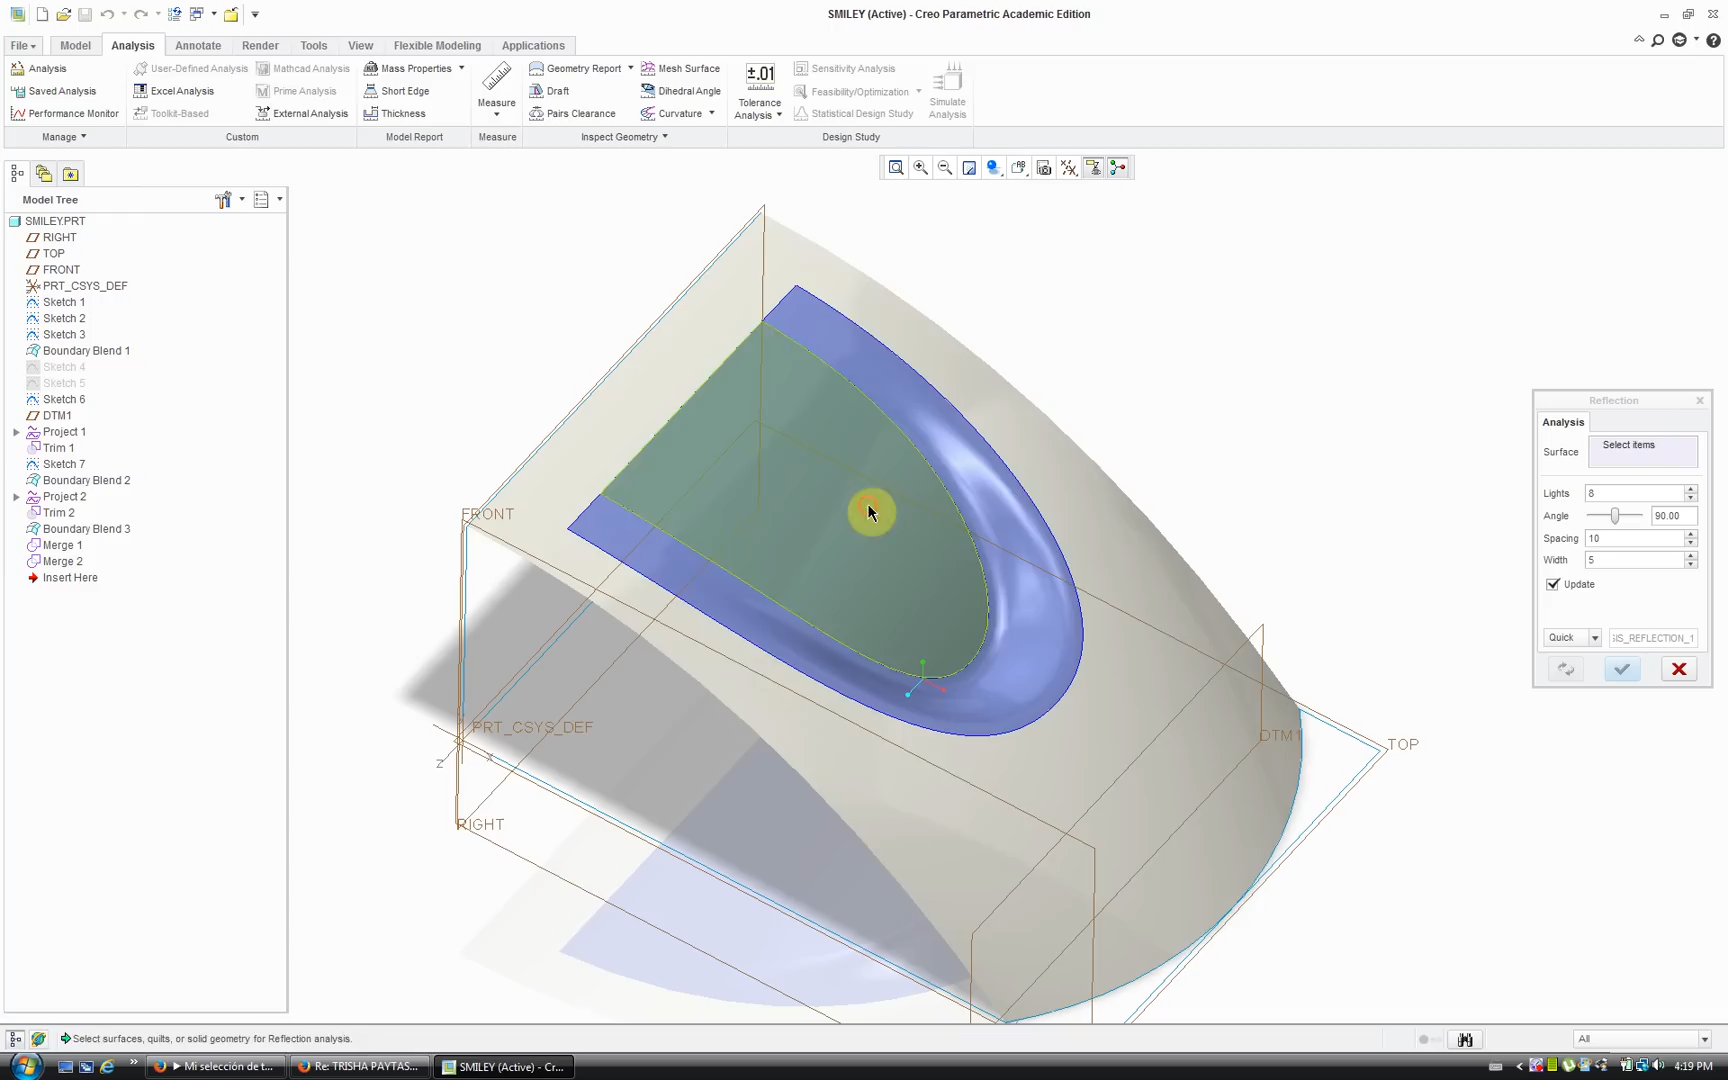 SMILEY (Active) - Creo Parametric Academic Edition
File Model Analysis Annotate Render Tools View Flexible Modeling Applications
Analysis User-Defined Analysis Mathcad Analysis Mass Properties Geometry Report Mesh Surface Sensitivity Analysis
Saved Analysis Excel Analysis Prime Analysis Short Edge Draft Dihedral Angle Feasibility/Optimization
Performance Monitor Toolkit-Based External Analysis Thickness Pairs Clearance Curvature Statistical Design Study
Measure
±.01
Tolerance Analysis
Simulate Analysis
Manage Custom Model Report Measure Inspect Geometry Design Study
Model Tree
SMILEY.PRT
RIGHT
TOP
FRONT
PRT_CSYS_DEF
Sketch 1
Sketch 2
Sketch 3
Boundary Blend 1
Sketch 4
Sketch 5
Sketch 6
DTM1
Project 1
Trim 1
Sketch 7
Boundary Blend 2
Project 2
Trim 2
Boundary Blend 3
Merge 1
Merge 2
Insert Here
FRONT
PRT_CSYS_DEF
Z
X
RIGHT
DTM1
TOP
Reflection
Analysis
Surface Select items
Lights 8
Angle 90.00
Spacing 10
Width 5
Update
Quick IS_REFLECTION_1
Select surfaces, quilts, or solid geometry for Reflection analysis.
All
Mi selección de t...
Re: TRISHA PAYTAS...
SMILEY (Active) - Cr...
4:19 PM